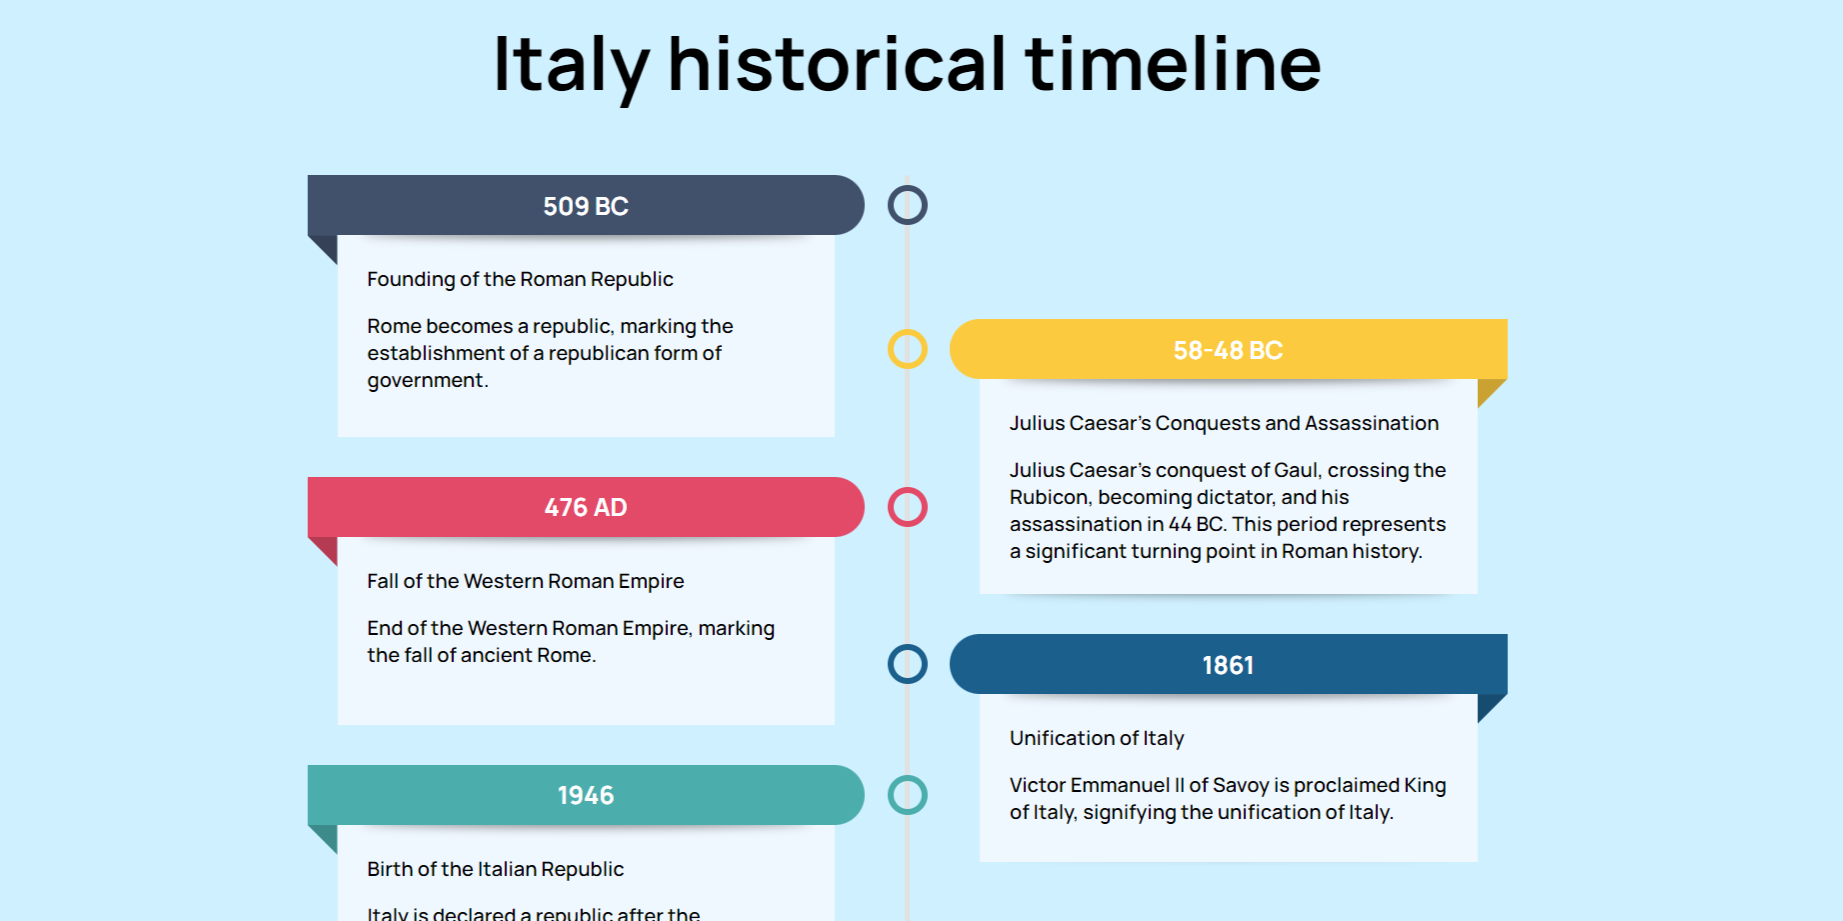 Italy historical timeline
509 BC
Founding of the Roman Republic
Rome becomes a republic, marking the
establishment of a republican form of
government.
58-48 BC
Julius Caesar's Conquests and Assassination
Julius Caesar's conquest of Gaul, crossing the
Rubicon, becoming dictator, and his
assassination in 44 BC. This period represents
a significant turning point in Roman history.
476 AD
Fall of the Western Roman Empire
End of the Western Roman Empire, marking
the fall of ancient Rome.
1861
Unification of Italy
Victor Emmanuel II of Savoy is proclaimed King
of Italy, signifying the unification of Italy.
1946
Birth of the Italian Republic
Italy is declared a republic after the